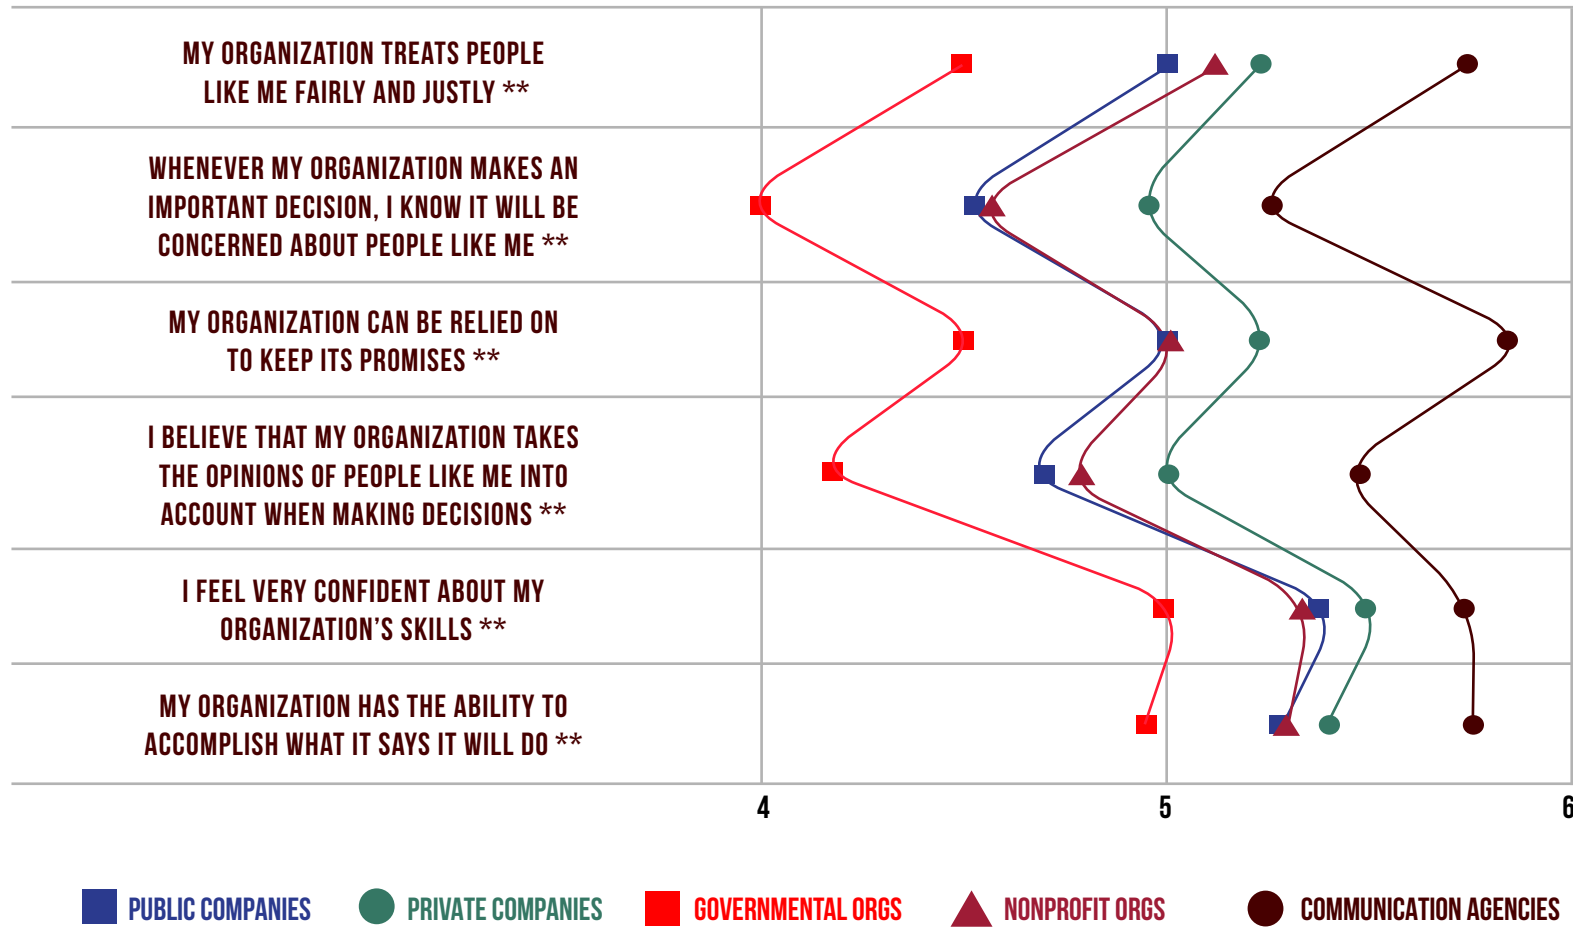 MY ORGANIZATION TREATS PEOPLE
LIKE ME FAIRLY AND JUSTLY **
WHENEVER MY ORGANIZATION MAKES AN
IMPORTANT DECISION, I KNOW IT WILL BE
CONCERNED ABOUT PEOPLE LIKE ME **
MY ORGANIZATION CAN BE RELIED ON
TO KEEP ITS PROMISES **
I BELIEVE THAT MY ORGANIZATION TAKES
THE OPINIONS OF PEOPLE LIKE ME INTO
ACCOUNT WHEN MAKING DECISIONS **
I FEEL VERY CONFIDENT ABOUT MY
ORGANIZATION’S SKILLS **
MY ORGANIZATION HAS THE ABILITY TO
ACCOMPLISH WHAT IT SAYS IT WILL DO **
4 5 6
PUBLIC COMPANIES PRIVATE COMPANIES GOVERNMENTAL ORGS NONPROFIT ORGS COMMUNICATION AGENCIES